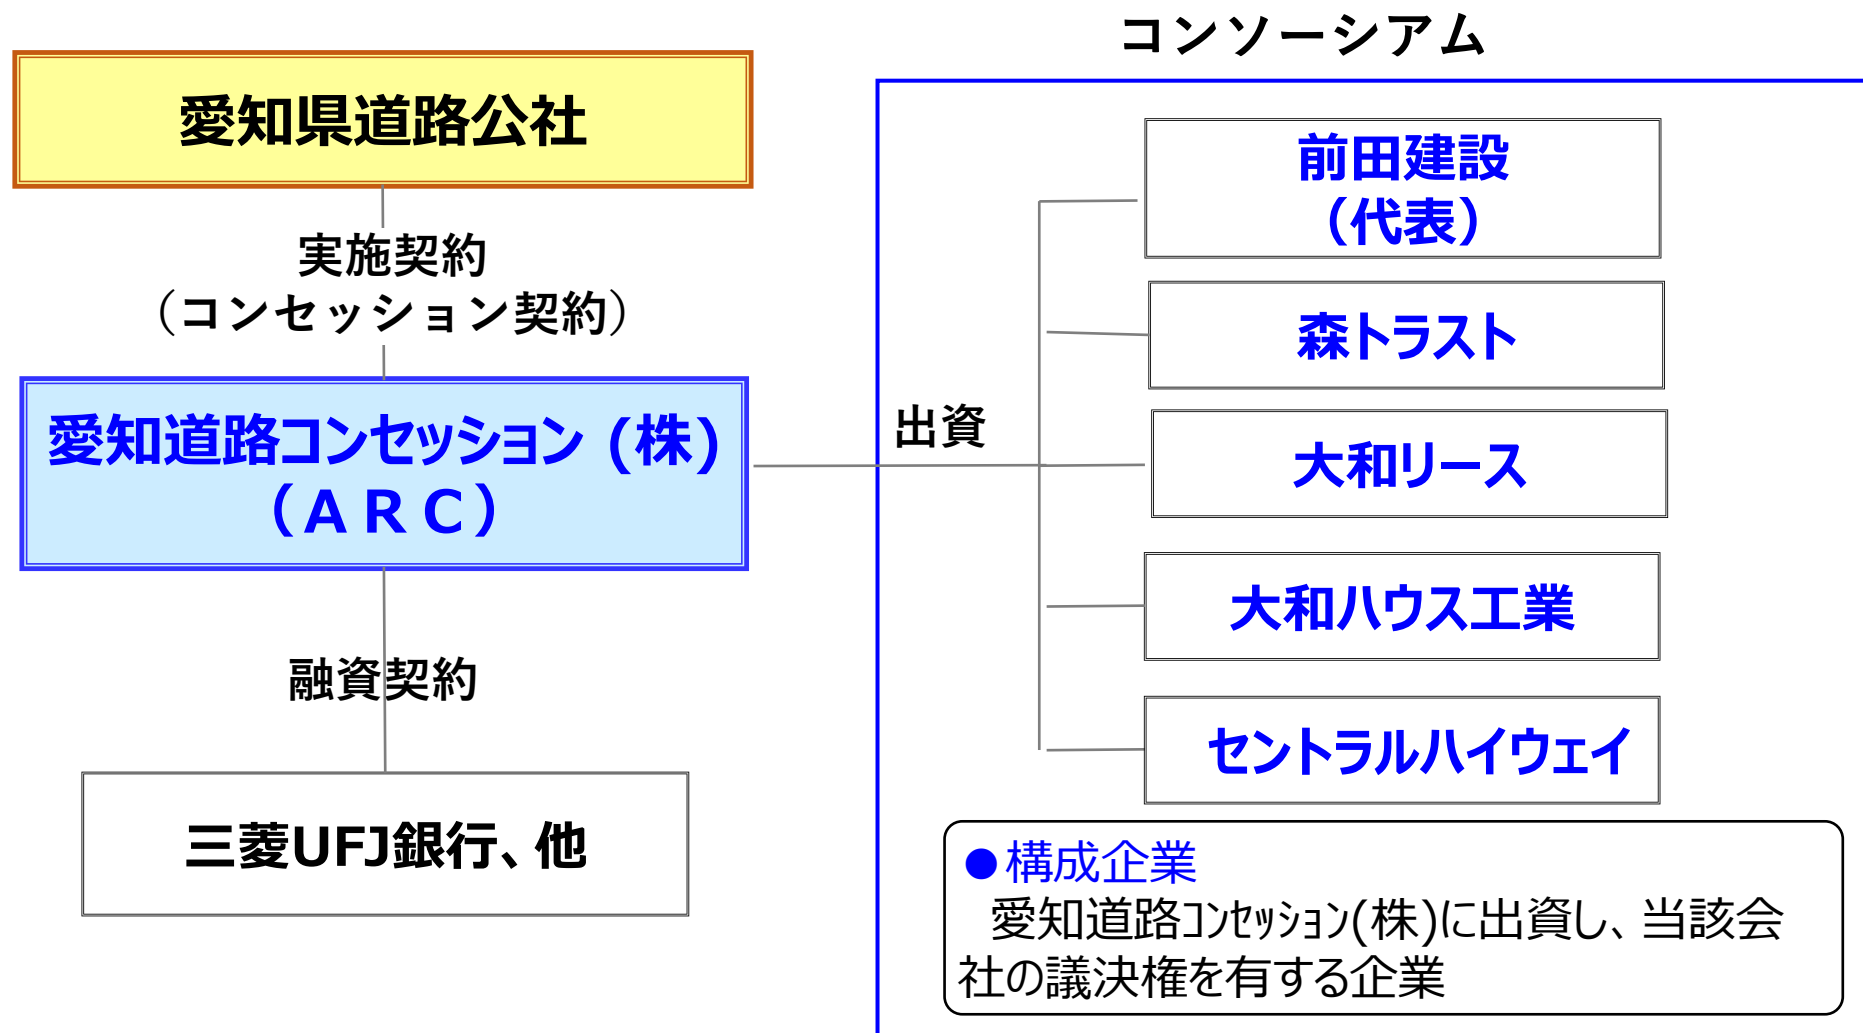 コンソーシアム
愛知県道路公社
実施契約
（コンセッション契約）
愛知道路コンセッション（株）
（ＡＲＣ）
融資契約
三菱UFJ銀行、他
出資
前田建設
（代表）
森トラスト
大和リース
大和ハウス工業
セントラルハイウェイ
●構成企業
愛知道路ｺﾝｾｯｼｮﾝ(株)に出資し、当該会
社の議決権を有する企業